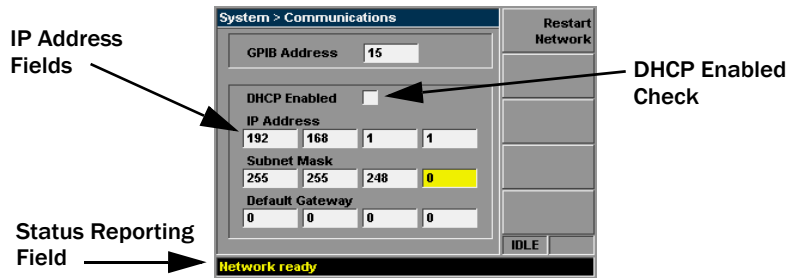 System > Communications
Restart
Network
GPIB Address 15
IP Address
Fields
DHCP Enabled
Check
DHCP Enabled
IP Address
192 168 1 1
Subnet Mask
255 255 248 0
Default Gateway
0 0 0 0
Status Reporting
Field
IDLE
Network ready